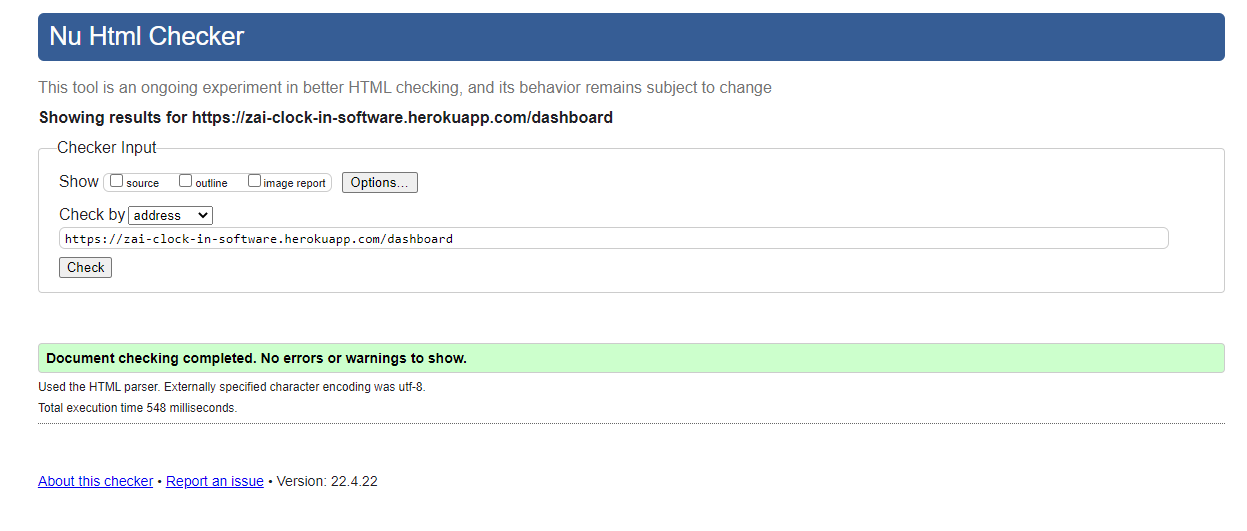 Nu Html Checker
This tool is an ongoing experiment in better HTML checking, and its behavior remains subject to change
Showing results for https://zai-clock-in-software.herokuapp.com/dashboard
Checker Input
Show source outline image report Options...
Check by address
https://zai-clock-in-software.herokuapp.com/dashboard
Check
Document checking completed. No errors or warnings to show.
Used the HTML parser. Externally specified character encoding was utf-8.
Total execution time 548 milliseconds.
About this checker • Report an issue • Version: 22.4.22